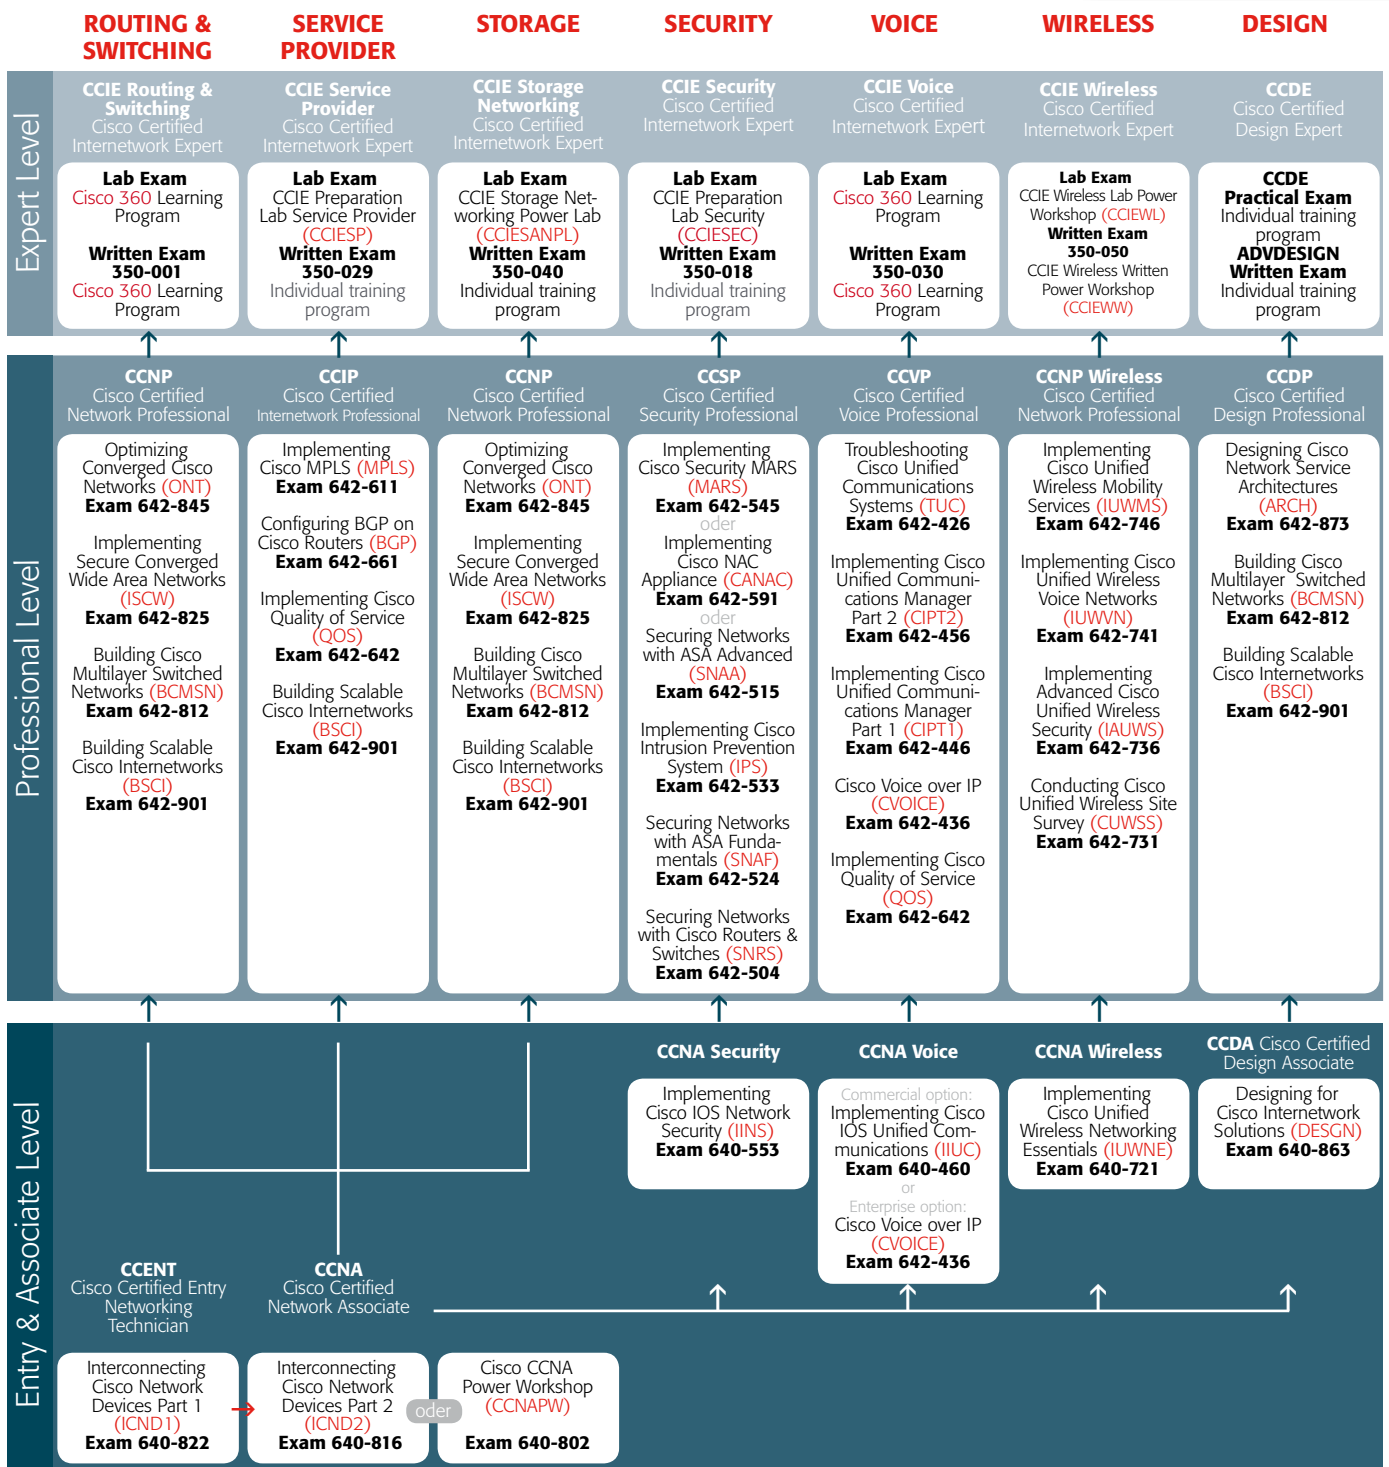 ROUTING &
SWITCHING
SERVICE
PROVIDER
STORAGE
SECURITY
VOICE
WIRELESS
DESIGN
Expert Level
CCIE Routing &
Switching
Cisco Certified
Internetwork Expert
Lab Exam
Cisco 360 Learning
Program
Written Exam
350-001
Cisco 360 Learning
Program
CCIE Service
Provider
Cisco Certified
Internetwork Expert
Lab Exam
CCIE Preparation
Lab Service Provider
(CCIESP)
Written Exam
350-029
Individual training
program
CCIE Storage
Networking
Cisco Certified
Internetwork Expert
Lab Exam
CCIE Storage Net-
working Power Lab
(CCIESANPL)
Written Exam
350-040
Individual training
program
CCIE Security
Cisco Certified
Internetwork Expert
Lab Exam
CCIE Preparation
Lab Security
(CCIESEC)
Written Exam
350-018
Individual training
program
CCIE Voice
Cisco Certified
Internetwork Expert
Lab Exam
Cisco 360 Learning
Program
Written Exam
350-030
Cisco 360 Learning
Program
CCIE Wireless
Cisco Certified
Internetwork Expert
Lab Exam
CCIE Wireless Lab Power
Workshop (CCIEWL)
Written Exam
350-050
CCIE Wireless Written
Power Workshop
(CCIEWW)
CCDE
Cisco Certified
Design Expert
CCDE
Practical Exam
Individual training
program
ADVDESIGN
Written Exam
Individual training
program
Professional Level
CCNP
Cisco Certified
Network Professional
Optimizing
Converged Cisco
Networks (ONT)
Exam 642-845
Implementing
Secure Converged
Wide Area Networks
(ISCW)
Exam 642-825
Building Cisco
Multilayer Switched
Networks (BCMSN)
Exam 642-812
Building Scalable
Cisco Internetworks
(BSCI)
Exam 642-901
CCIP
Cisco Certified
Internetwork Professional
Implementing
Cisco MPLS (MPLS)
Exam 642-611
Configuring BGP on
Cisco Routers (BGP)
Exam 642-661
Implementing Cisco
Quality of Service
(QOS)
Exam 642-642
Building Scalable
Cisco Internetworks
(BSCI)
Exam 642-901
CCNP
Cisco Certified
Network Professional
Optimizing
Converged Cisco
Networks (ONT)
Exam 642-845
Implementing
Secure Converged
Wide Area Networks
(ISCW)
Exam 642-825
Building Cisco
Multilayer Switched
Networks (BCMSN)
Exam 642-812
Building Scalable
Cisco Internetworks
(BSCI)
Exam 642-901
CCSP
Cisco Certified
Security Professional
Implementing
Cisco Security MARS
(MARS)
Exam 642-545
oder
Implementing
Cisco NAC
Appliance (CANAC)
Exam 642-591
oder
Securing Networks
with ASA Advanced
(SNAA)
Exam 642-515
Implementing Cisco
Intrusion Prevention
System (IPS)
Exam 642-533
Securing Networks
with ASA Funda-
mentals (SNAF)
Exam 642-524
Securing Networks
with Cisco Routers &
Switches (SNRS)
Exam 642-504
CCVP
Cisco Certified
Voice Professional
Troubleshooting
Cisco Unified
Communications
Systems (TUC)
Exam 642-426
Implementing Cisco
Unified Communi-
cations Manager
Part 2 (CIPT2)
Exam 642-456
Implementing Cisco
Unified Communi-
cations Manager
Part 1 (CIPT1)
Exam 642-446
Cisco Voice over IP
(CVOICE)
Exam 642-436
Implementing Cisco
Quality of Service
(QOS)
Exam 642-642
CCNP Wireless
Cisco Certified
Network Professional
Implementing
Cisco Unified
Wireless Mobility
Services (IUWMS)
Exam 642-746
Implementing Cisco
Unified Wireless
Voice Networks
(IUWVN)
Exam 642-741
Implementing
Advanced Cisco
Unified Wireless
Security (IAUWS)
Exam 642-736
Conducting Cisco
Unified Wireless Site
Survey (CUWSS)
Exam 642-731
CCDP
Cisco Certified
Design Professional
Designing Cisco
Network Service
Architectures
(ARCH)
Exam 642-873
Building Cisco
Multilayer Switched
Networks (BCMSN)
Exam 642-812
Building Scalable
Cisco Internetworks
(BSCI)
Exam 642-901
Entry & Associate Level
CCNA Security
Implementing
Cisco IOS Network
Security (IINS)
Exam 640-553
CCNA Voice
Commercial option:
Implementing Cisco
IOS Unified Com-
munications (IIUC)
Exam 640-460
or
Enterprise option:
Cisco Voice over IP
(CVOICE)
Exam 642-436
CCNA Wireless
Implementing
Cisco Unified
Wireless Networking
Essentials (IUWNE)
Exam 640-721
CCDA Cisco Certified
Design Associate
Designing for
Cisco Internetwork
Solutions (DESGN)
Exam 640-863
CCENT
Cisco Certified Entry
Networking
Technician
Interconnecting
Cisco Network
Devices Part 1
(ICND1)
Exam 640-822
CCNA
Cisco Certified
Network Associate
Interconnecting
Cisco Network
Devices Part 2
(ICND2)
Exam 640-816
oder
Cisco CCNA
Power Workshop
(CCNAPW)
Exam 640-802